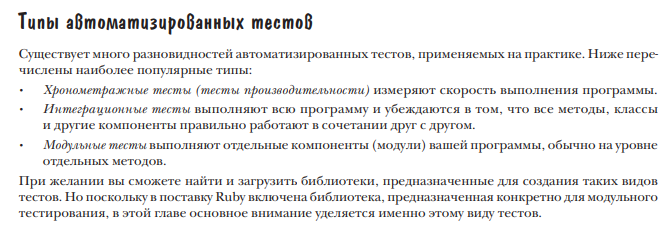 Типы автоматизированных тестов
Существует много разновидностей автоматизированных тестов, применяемых на практике. Ниже пере-
числены наиболее популярные типы:
• Хронометражные тесты (тесты производительности) измеряют скорость выполнения программы.
• Интеграционные тесты выполняют всю программу и убеждаются в том, что все методы, классы
и другие компоненты правильно работают в сочетании друг с другом.
• Модульные тесты выполняют отдельные компоненты (модули) вашей программы, обычно на уровне
отдельных методов.
При желании вы сможете найти и загрузить библиотеки, предназначенные для создания таких видов
тестов. Но поскольку в поставку Ruby включена библиотека, предназначенная конкретно для модульного
тестирования, в этой главе основное внимание уделяется именно этому виду тестов.